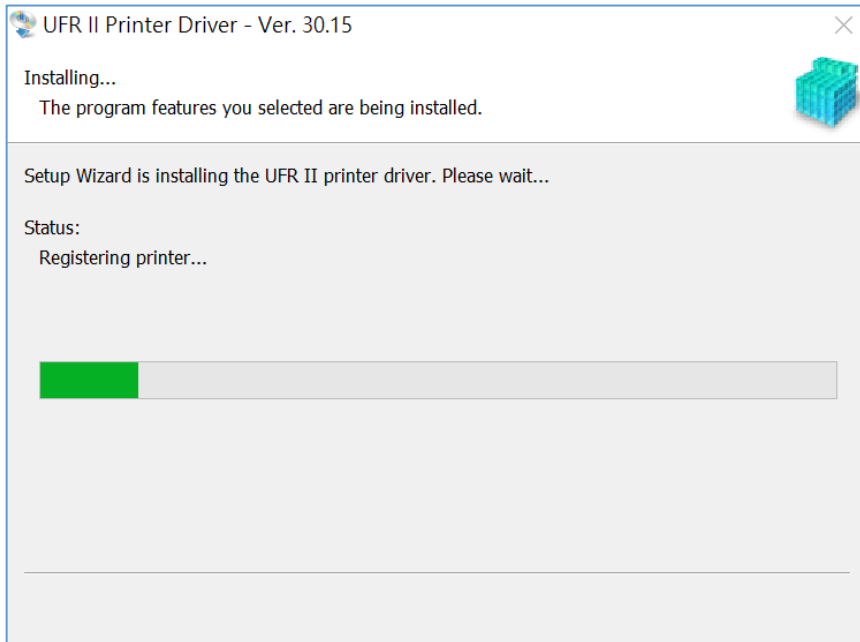 UFR II Printer Driver - Ver. 30.15
Installing...
The program features you selected are being installed.
Setup Wizard is installing the UFR II printer driver. Please wait...
Status:
Registering printer...